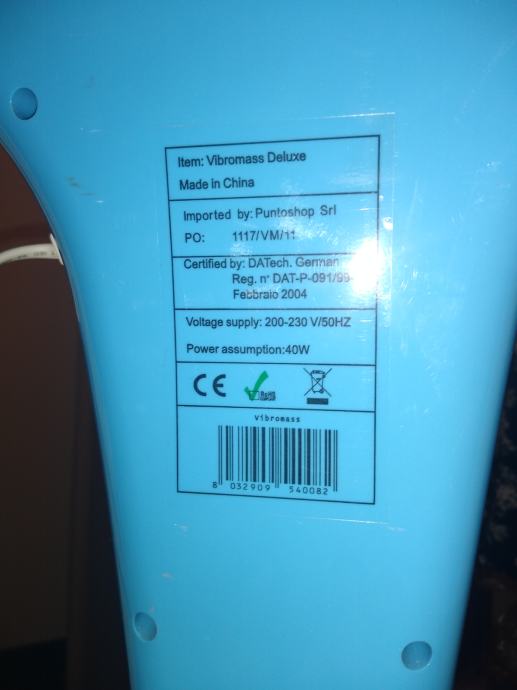 Item: Vibromass Deluxe
Made in China
Imported by: Puntoshop Srl
PO: 1117/VM/11
Certified by: DATech. German
Reg. n° DAT-P-091/99
Febbraio 2004
Voltage supply: 200-230 V/50HZ
Power assumption:40W
CE
Vibromass
8 032909 540082